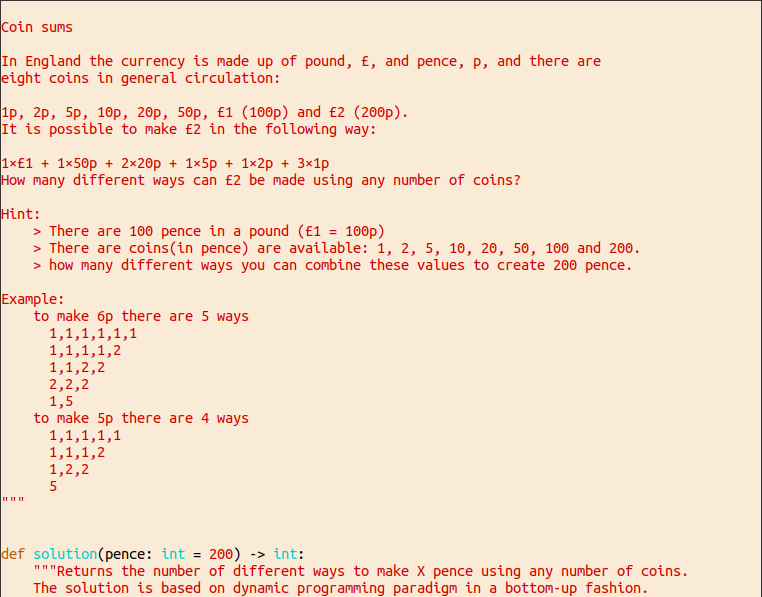 Coin sums
In England the currency is made up of pound, £, and pence, p, and there are
eight coins in general circulation:
1p, 2p, 5p, 10p, 20p, 50p, £1 (100p) and £2 (200p).
It is possible to make £2 in the following way:
1×£1 + 1×50p + 2×20p + 1×5p + 1×2p + 3×1p
How many different ways can £2 be made using any number of coins?
Hint:
    > There are 100 pence in a pound (£1 = 100p)
    > There are coins(in pence) are available: 1, 2, 5, 10, 20, 50, 100 and 200.
    > how many different ways you can combine these values to create 200 pence.
Example:
    to make 6p there are 5 ways
      1,1,1,1,1,1
      1,1,1,1,2
      1,1,2,2
      2,2,2
      1,5
    to make 5p there are 4 ways
      1,1,1,1,1
      1,1,1,2
      1,2,2
      5
"""
def solution(pence: int = 200) -> int:
    """Returns the number of different ways to make X pence using any number of coins.
    The solution is based on dynamic programming paradigm in a bottom-up fashion.